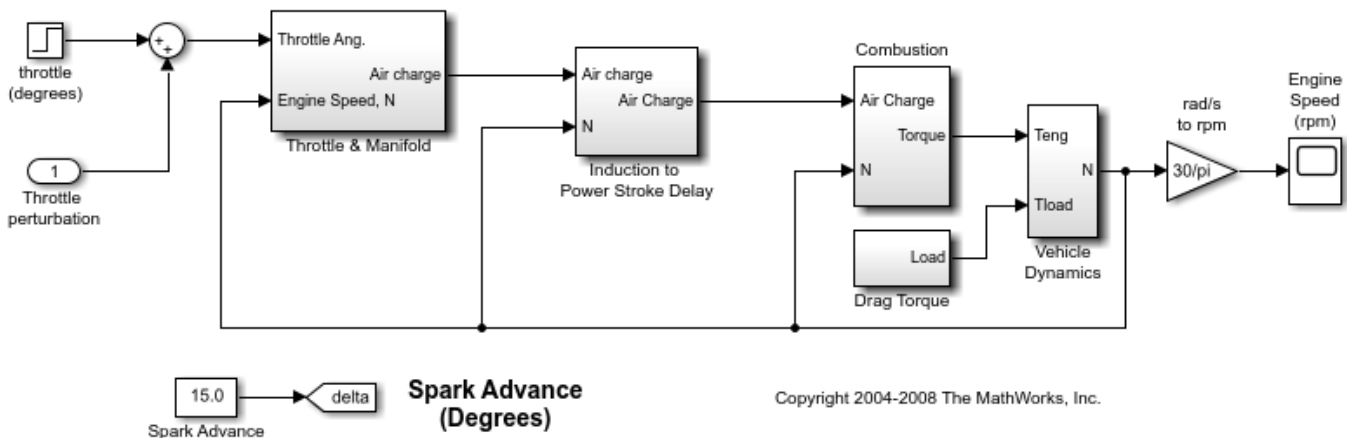 throttle
(degrees)
+
+
1
Throttle
perturbation
Throttle Ang.
Air charge
Engine Speed, N
Throttle & Manifold
Air charge
Air Charge
N
Induction to
Power Stroke Delay
Combustion
Air Charge
Torque
N
Load
Drag Torque
Teng
N
Tload
Vehicle
Dynamics
rad/s
to rpm
30/pi
Engine
Speed
(rpm)
15.0
Spark Advance
delta
Spark Advance
(Degrees)
Copyright 2004-2008 The MathWorks, Inc.